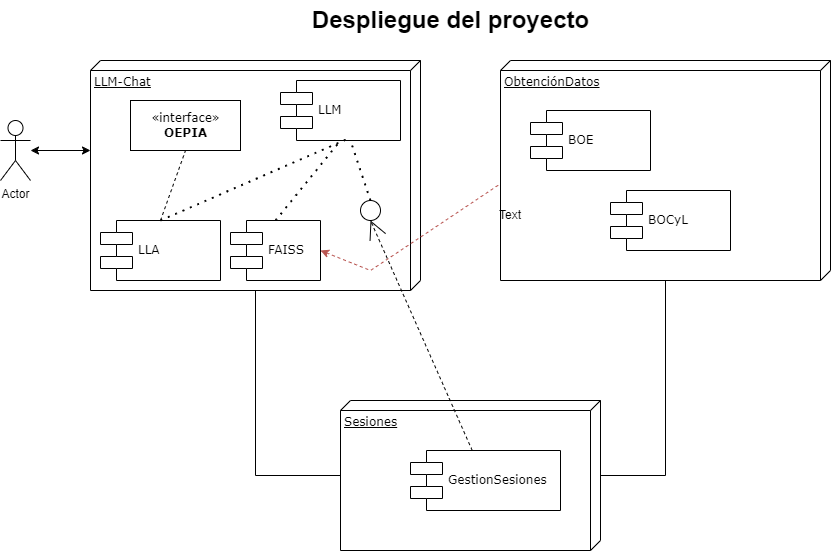 Despliegue del proyecto
LLM-Chat
«interface»
OEPIA
LLM
LLA
FAISS
Actor
ObtenciónDatos
BOE
BOCyL
Text
Sesiones
GestionSesiones